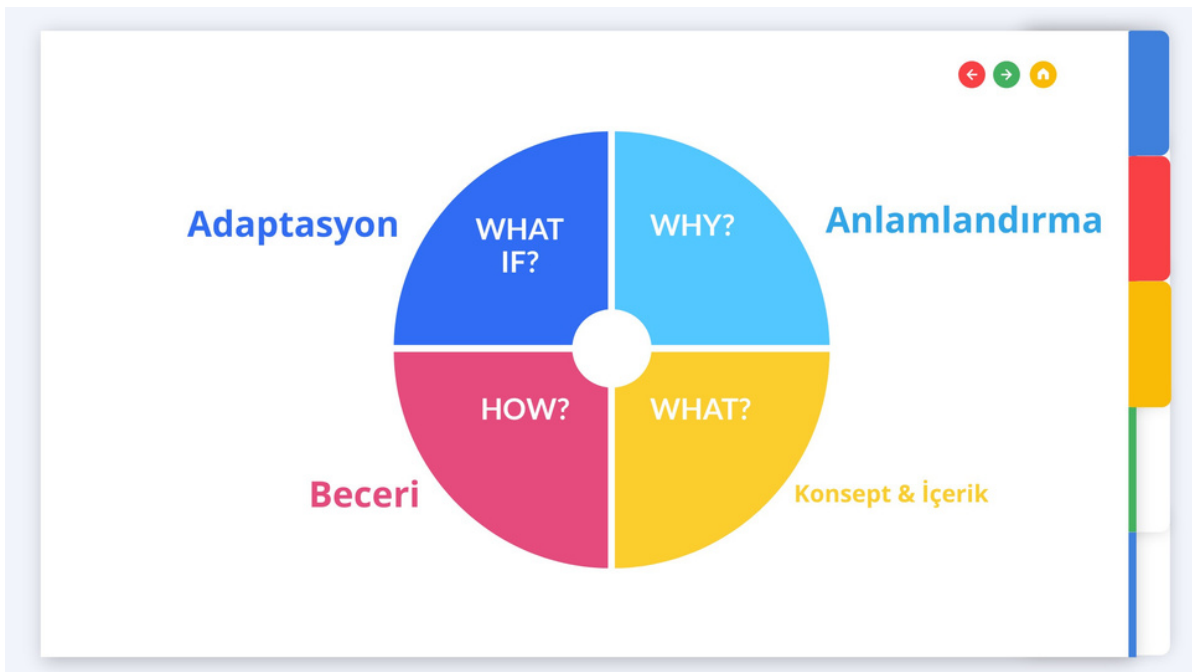 Adaptasyon
WHAT
IF?
WHY?
Anlamlandırma
HOW?
WHAT?
Beceri
Konsept & İçerik